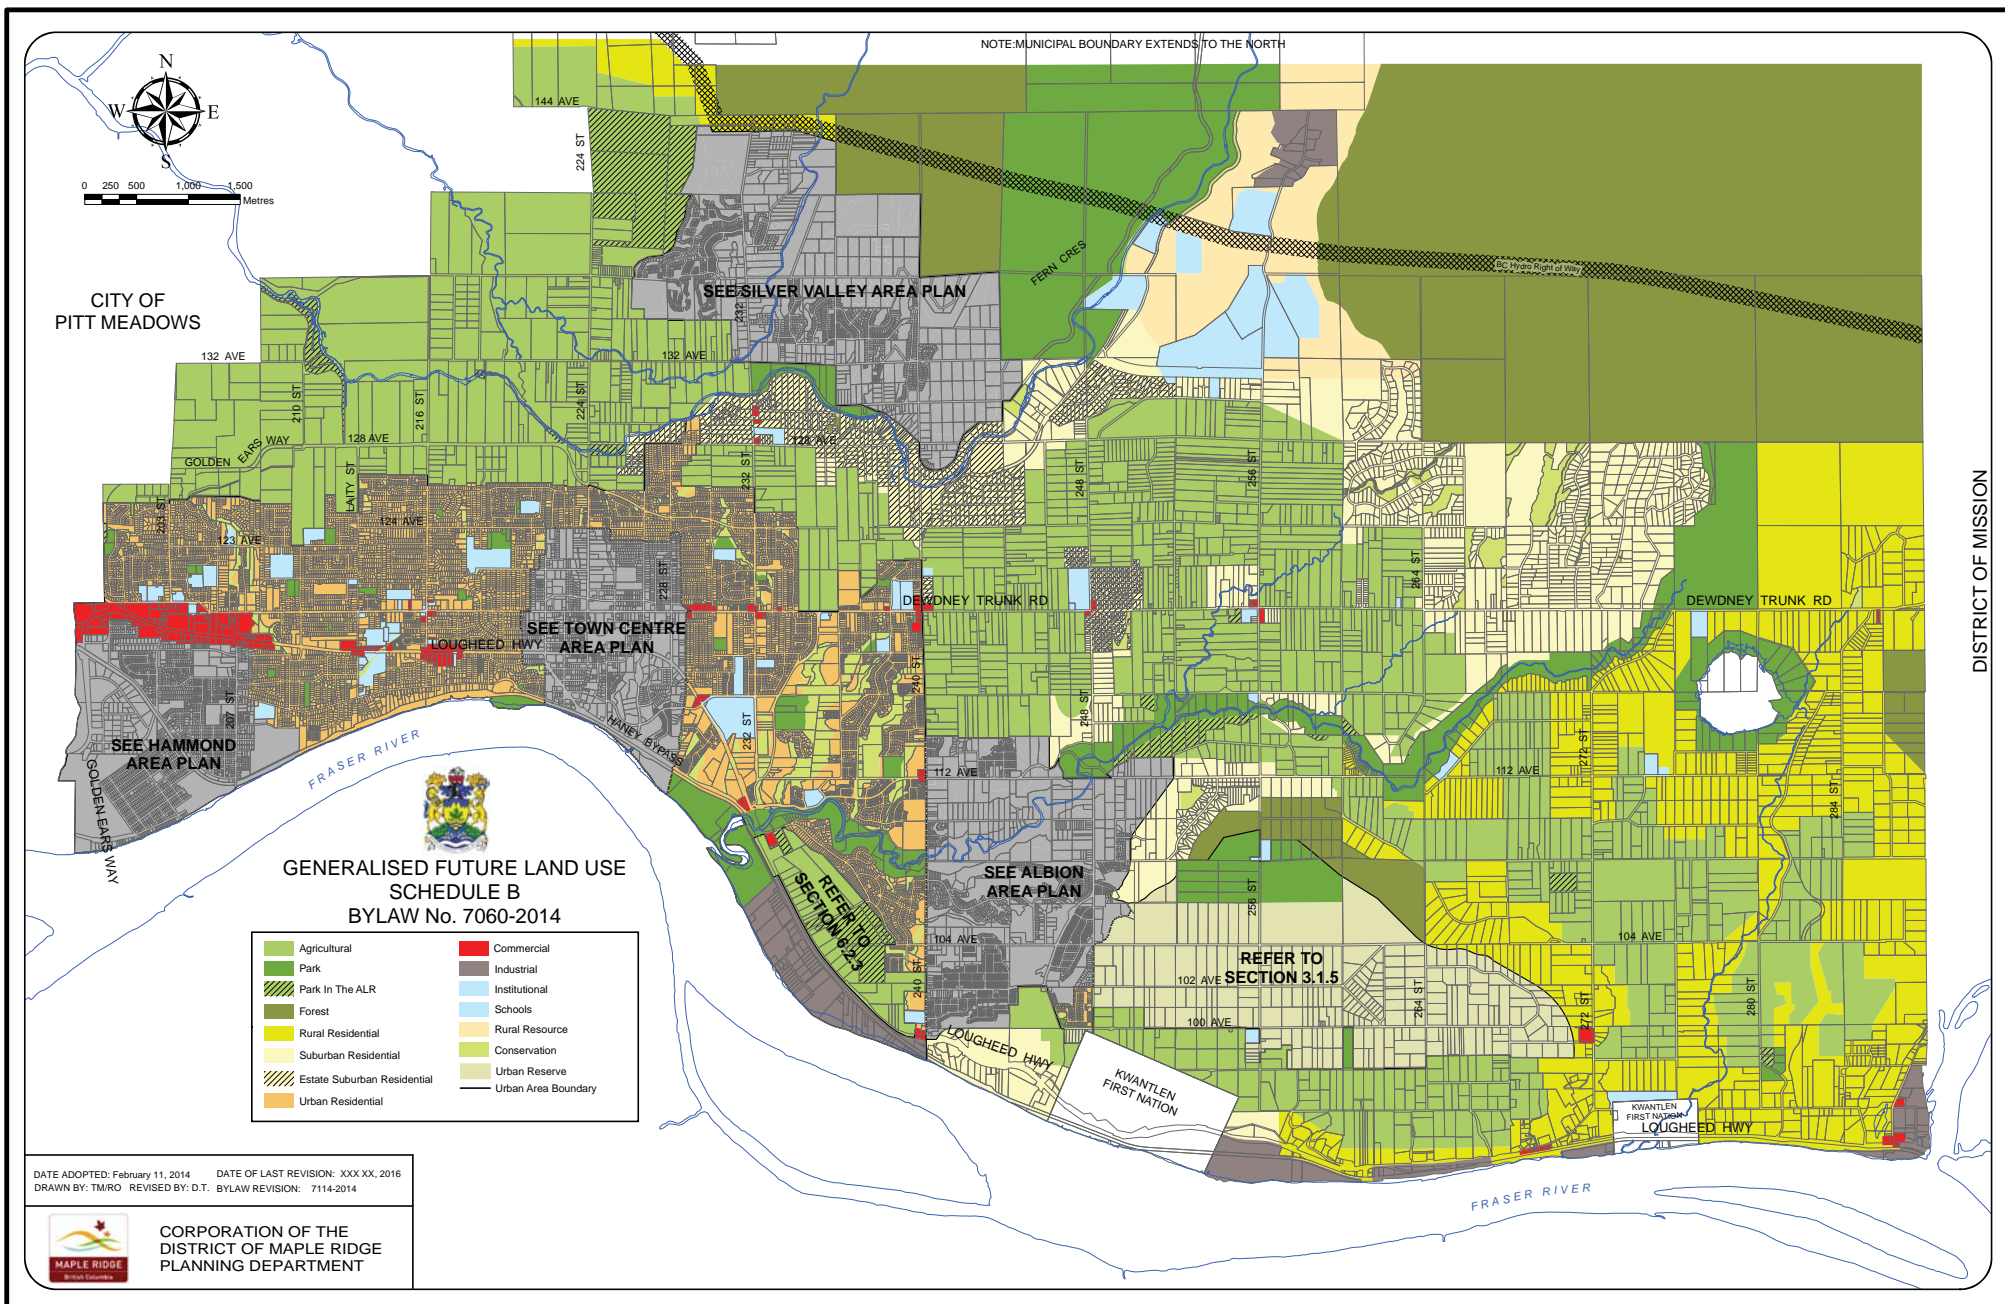 NOTE:MUNICIPAL BOUNDARY EXTENDS TO THE NORTH
N
W
E
S
0 250 500 1,000 1,500
Metres
144 AVE
224 ST
CITY OF
PITT MEADOWS
FERN CRES
BC Hydro Right of Way
SEE SILVER VALLEY AREA PLAN
232 ST
132 AVE
132 AVE
210 ST
216 ST
224 ST
128 AVE
128 AVE
GOLDEN EARS WAY
LAITY ST
232 ST
248 ST
256 ST
203 ST
124 AVE
123 AVE
228 ST
264 ST
DISTRICT OF MISSION
DEWDNEY TRUNK RD
DEWDNEY TRUNK RD
SEE TOWN CENTRE
AREA PLAN
LOUGHEED HWY
240 ST
207 ST
248 ST
232 ST
HANEY BYPASS
SEE HAMMOND
AREA PLAN
GOLDEN EARS WAY
FRASER RIVER
112 AVE
112 AVE
272 ST
284 ST
SEE ALBION
AREA PLAN
REFER TO
SECTION 6.2.3
256 ST
104 AVE
104 AVE
REFER TO
SECTION 3.1.5
102 AVE
240 ST
264 ST
272 ST
280 ST
100 AVE
LOUGHEED HWY
KWANTLEN
FIRST NATION
KWANTLEN
FIRST NATION
LOUGHEED HWY
FRASER RIVER
GENERALISED FUTURE LAND USE
SCHEDULE B
BYLAW No. 7060-2014
Agricultural
Park
Park In The ALR
Forest
Rural Residential
Suburban Residential
Estate Suburban Residential
Urban Residential
Commercial
Industrial
Institutional
Schools
Rural Resource
Conservation
Urban Reserve
Urban Area Boundary
DATE ADOPTED: February 11, 2014 DATE OF LAST REVISION: XXX XX, 2016
DRAWN BY: TM/RO REVISED BY: D.T. BYLAW REVISION: 7114-2014
MAPLE RIDGE
British Columbia
CORPORATION OF THE
DISTRICT OF MAPLE RIDGE
PLANNING DEPARTMENT